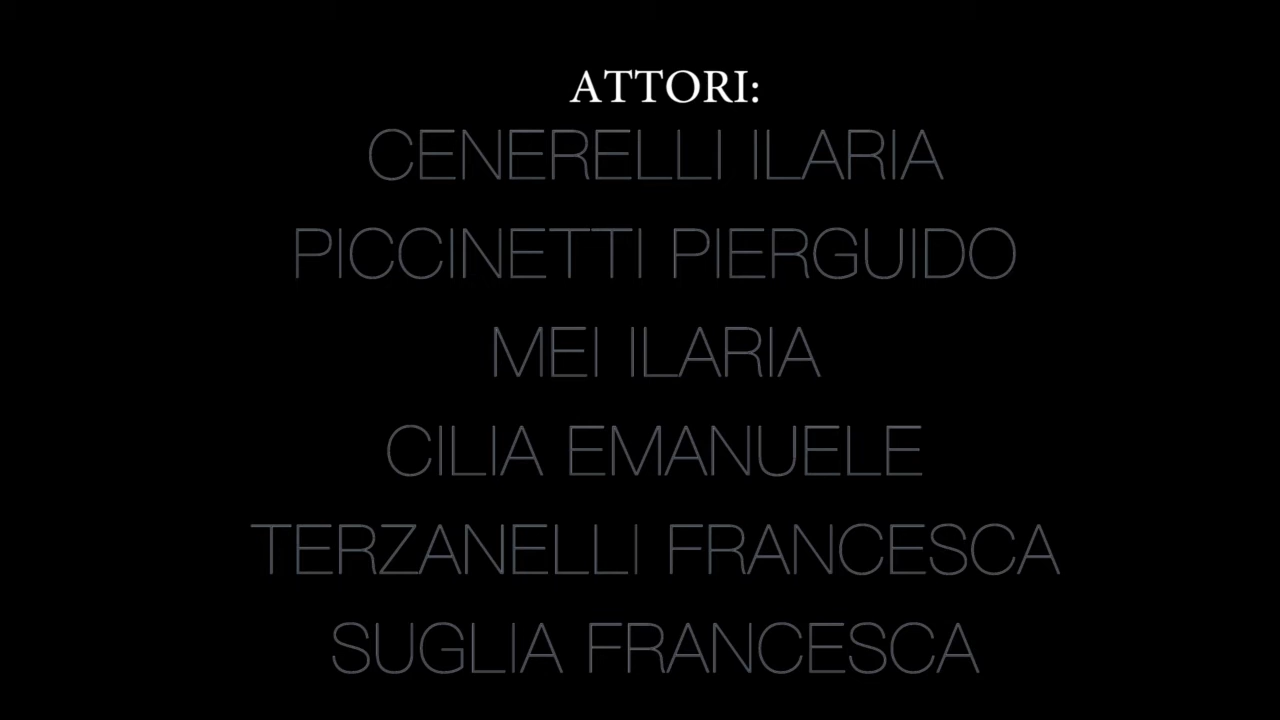 ATTORI:
CENERELLI ILARIA
PICCINETTI PIERGUIDO
MEI ILARIA
CILIA EMANUELE
TERZANELLI FRANCESCA
SUGLIA FRANCESCA